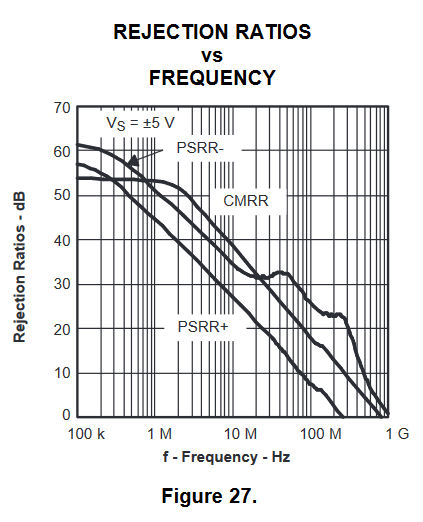 REJECTION RATIOS
vs
FREQUENCY
70
60
50
40
30
20
10
0
Rejection Ratios - dB
VS = ±5 V
PSRR-
CMRR
PSRR+
100 k 1 M 10 M 100 M 1 G
f - Frequency - Hz
Figure 27.